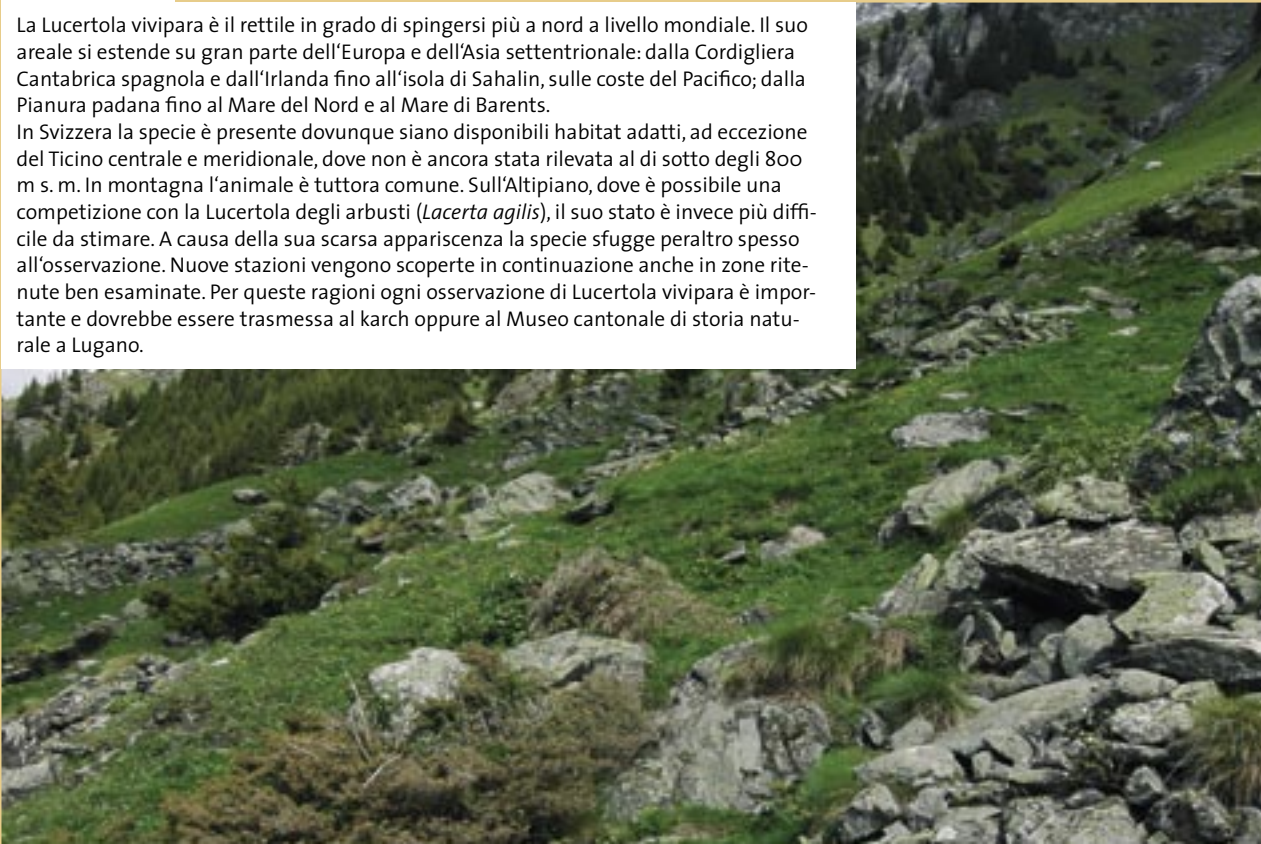 La Lucertola vivipara è il rettile in grado di spingersi più a nord a livello mondiale. Il suo
areale si estende su gran parte dell‘Europa e dell‘Asia settentrionale: dalla Cordigliera
Cantabrica spagnola e dall‘Irlanda fino all‘isola di Sahalin, sulle coste del Pacifico; dalla
Pianura padana fino al Mare del Nord e al Mare di Barents.
In Svizzera la specie è presente dovunque siano disponibili habitat adatti, ad eccezione
del Ticino centrale e meridionale, dove non è ancora stata rilevata al di sotto degli 800
m s. m. In montagna l‘animale è tuttora comune. Sull‘Altipiano, dove è possibile una
competizione con la Lucertola degli arbusti (Lacerta agilis), il suo stato è invece più diffi-
cile da stimare. A causa della sua scarsa appariscenza la specie sfugge peraltro spesso
all‘osservazione. Nuove stazioni vengono scoperte in continuazione anche in zone rite-
nute ben esaminate. Per queste ragioni ogni osservazione di Lucertola vivipara è impor-
tante e dovrebbe essere trasmessa al karch oppure al Museo cantonale di storia natu-
rale a Lugano.